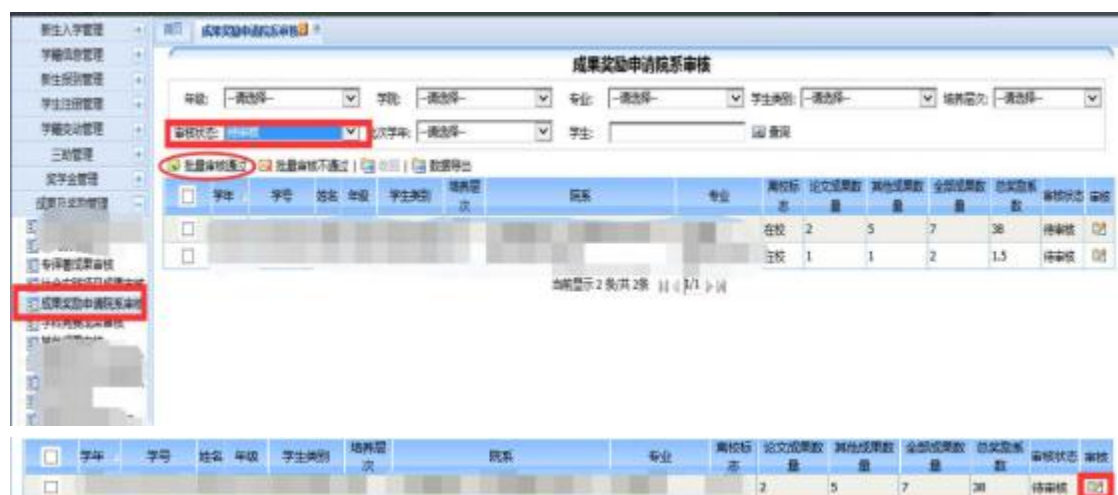 新生入学管理
学籍信息管理
新生报到管理
学生注册管理
学籍变动管理
三助管理
奖学金管理
成果及奖励管理
专译著成果审核
成果奖励申请院系审核
首页 成果奖励申请院系审核
成果奖励申请院系审核
年级: --请选择-- 学院: --请选择-- 专业: --请选择-- 学生类别: --请选择-- 培养层次: --请选择--
审核状态: 待审核 --请选择-- 学生: 查询
批量审核通过 批量审核不通过 | 数据导出
学年 学号 姓名 年级 学生类别 培养层次 院系 专业 离校标志 论文成果数量 其他成果数量 全部成果数量 总奖励系数 审核状态 审核
在校 2 5 7 38 待审核
在校 1 1 2 1.5 待审核
当前显示 2 条/共 2条 1/1
学年 学号 姓名 年级 学生类别 培养层次 院系 专业 离校标志 论文成果数量 其他成果数量 全部成果数量 总奖励系数 审核状态 审核
2 5 7 38 待审核